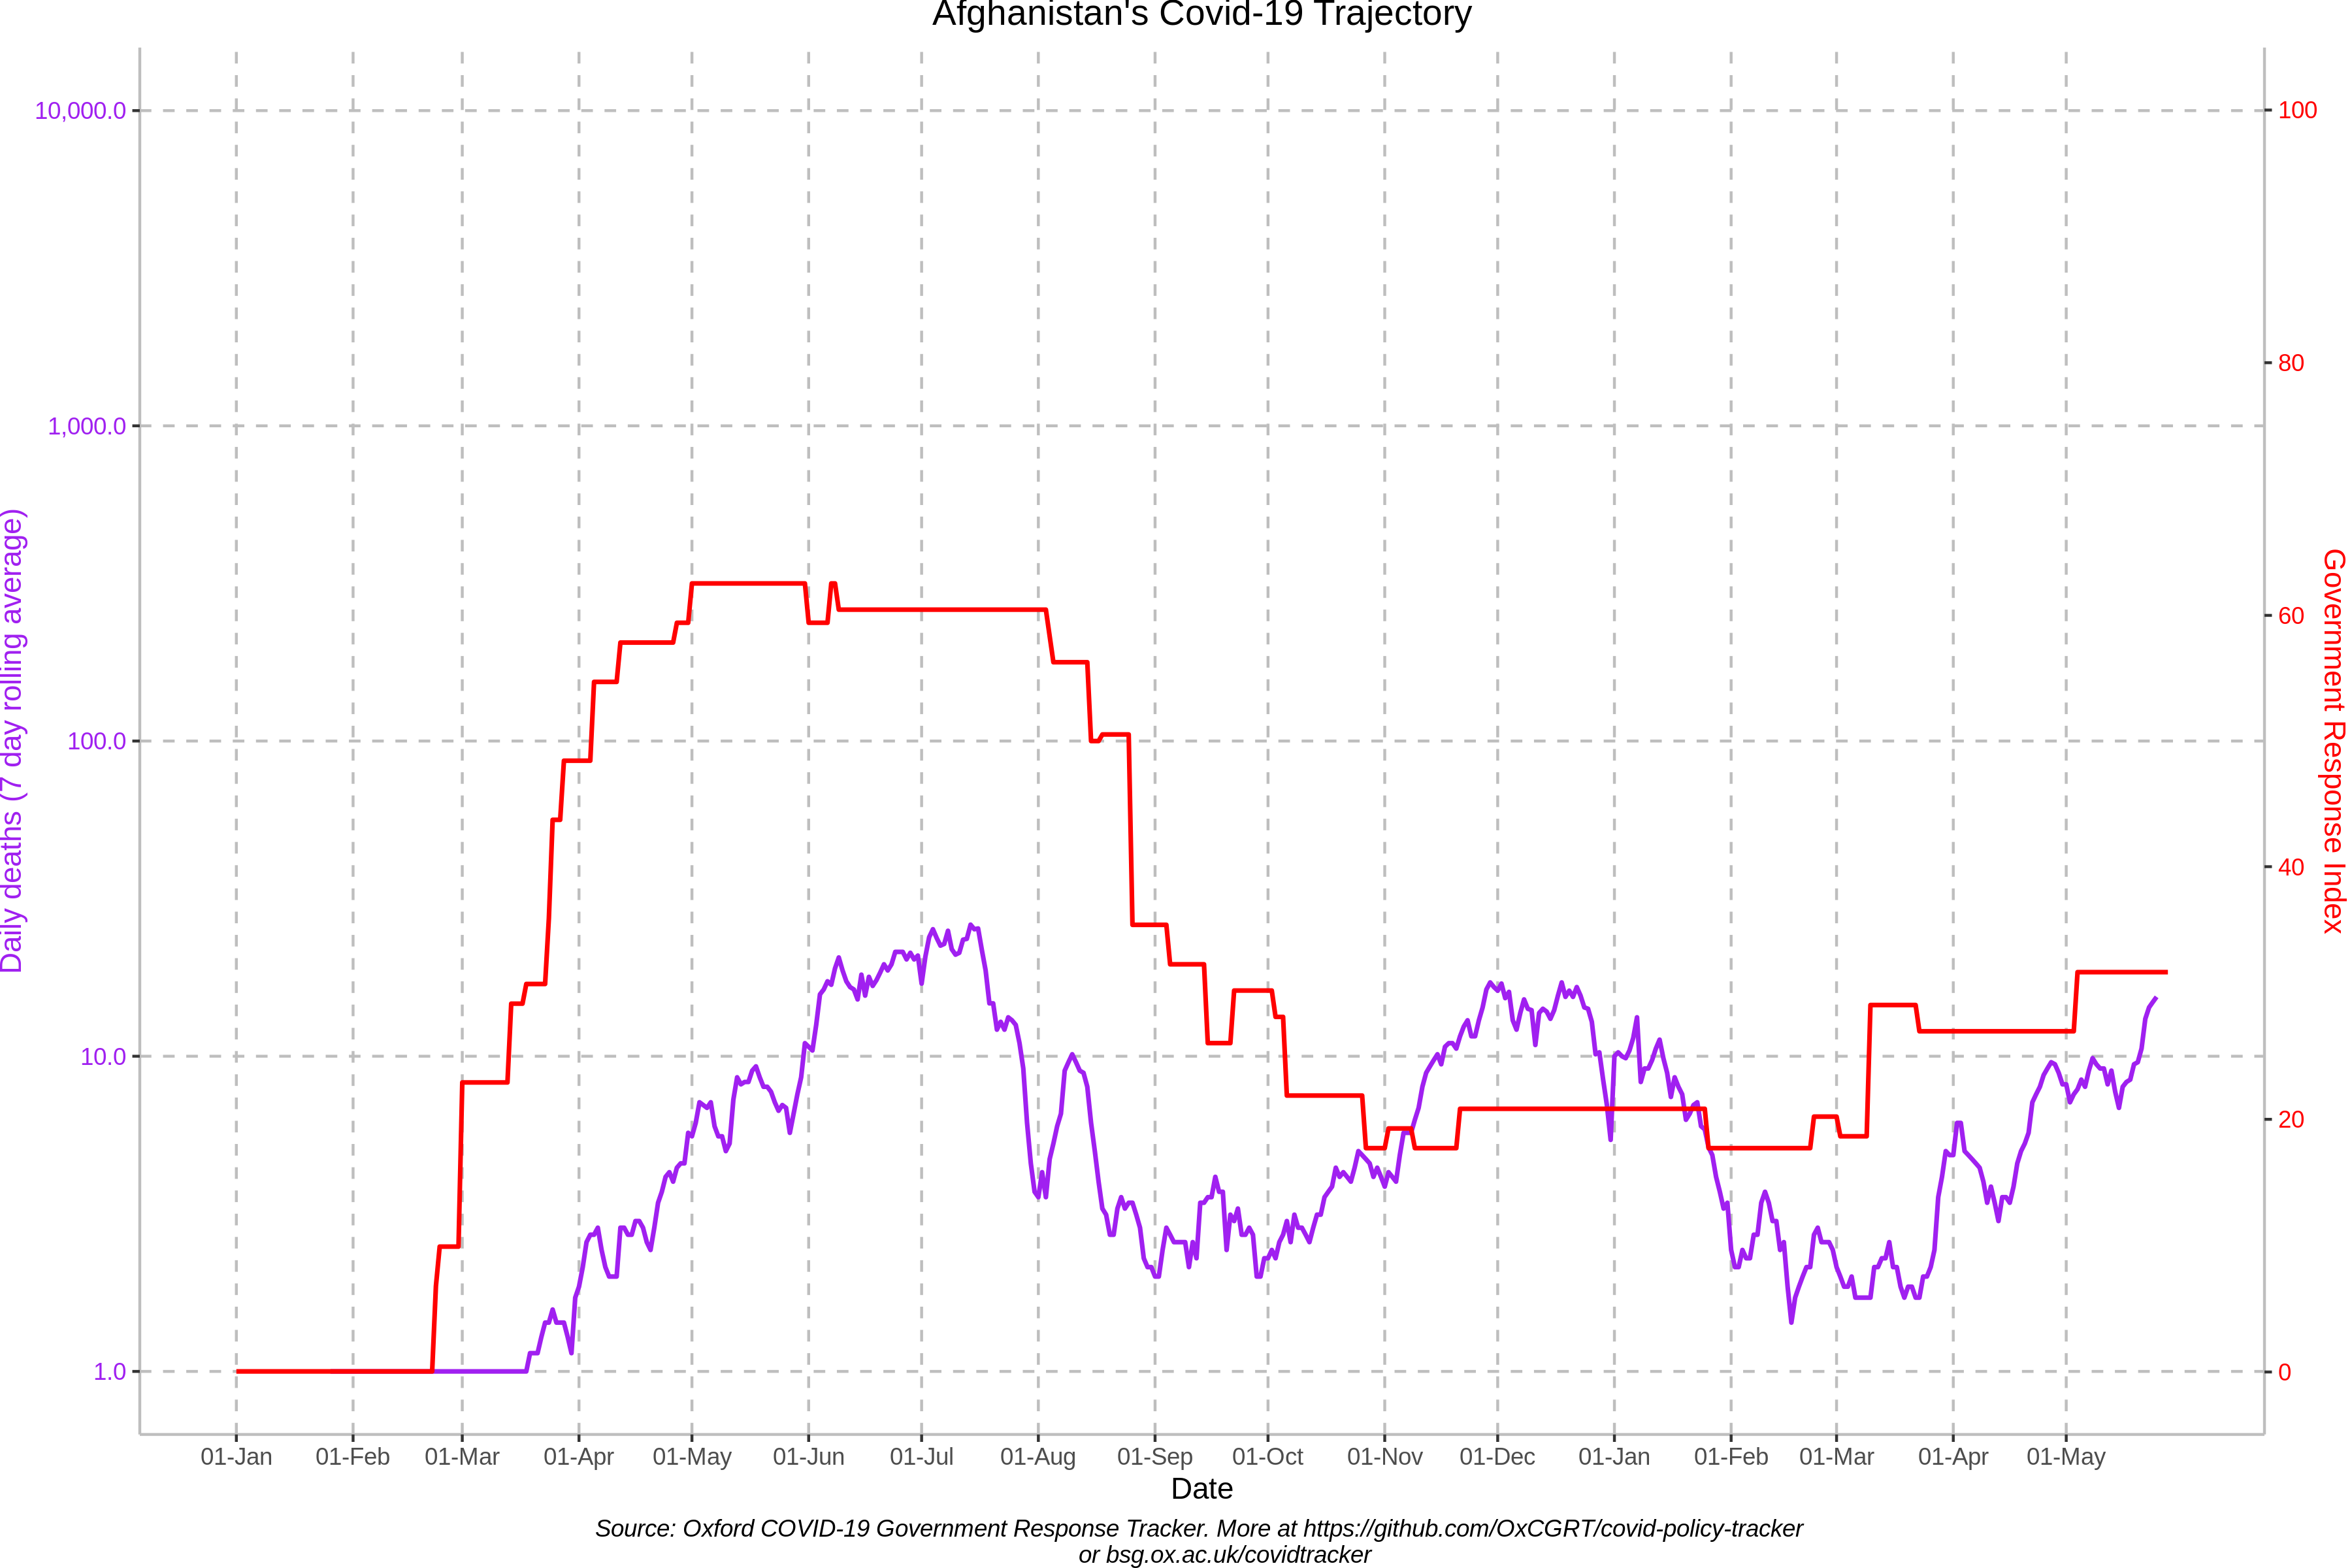 Afghanistan's Covid-19 Trajectory
10,000.0
1,000.0
100.0
10.0
1.0
Daily deaths (7 day rolling average)
100
80
60
40
20
0
Government Response Index
01-Jan 01-Feb 01-Mar 01-Apr 01-May 01-Jun 01-Jul 01-Aug 01-Sep 01-Oct 01-Nov 01-Dec 01-Jan 01-Feb 01-Mar 01-Apr 01-May
Date
Source: Oxford COVID-19 Government Response Tracker. More at https://github.com/OxCGRT/covid-policy-tracker
or bsg.ox.ac.uk/covidtracker